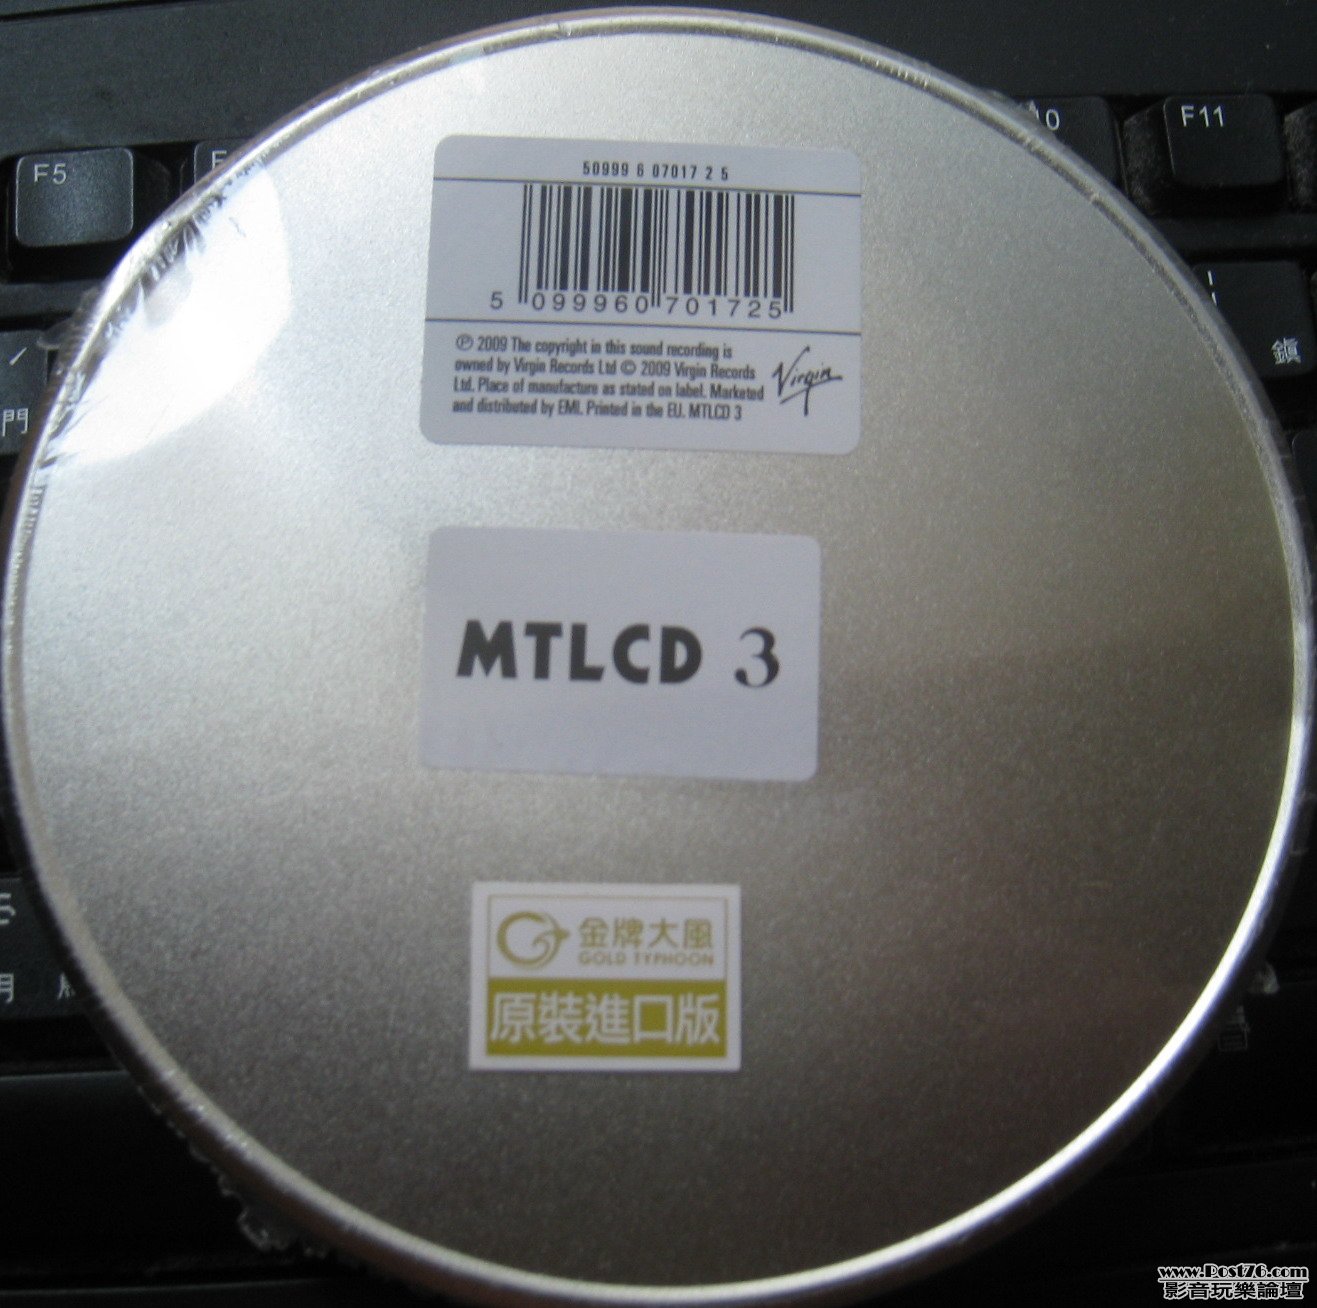 50999 6 07017 2 5
5 099960 701725
℗ 2009 The copyright in this sound recording is
owned by Virgin Records Ltd © 2009 Virgin Records
Ltd. Place of manufacture as stated on label. Marketed
and distributed by EMI. Printed in the EU. MTLCD 3
Virgin
MTLCD 3
金牌大風
GOLD TYPHOON
原裝進口版
F5
F11
鎖
門
www.Post76.com
影音玩樂論壇